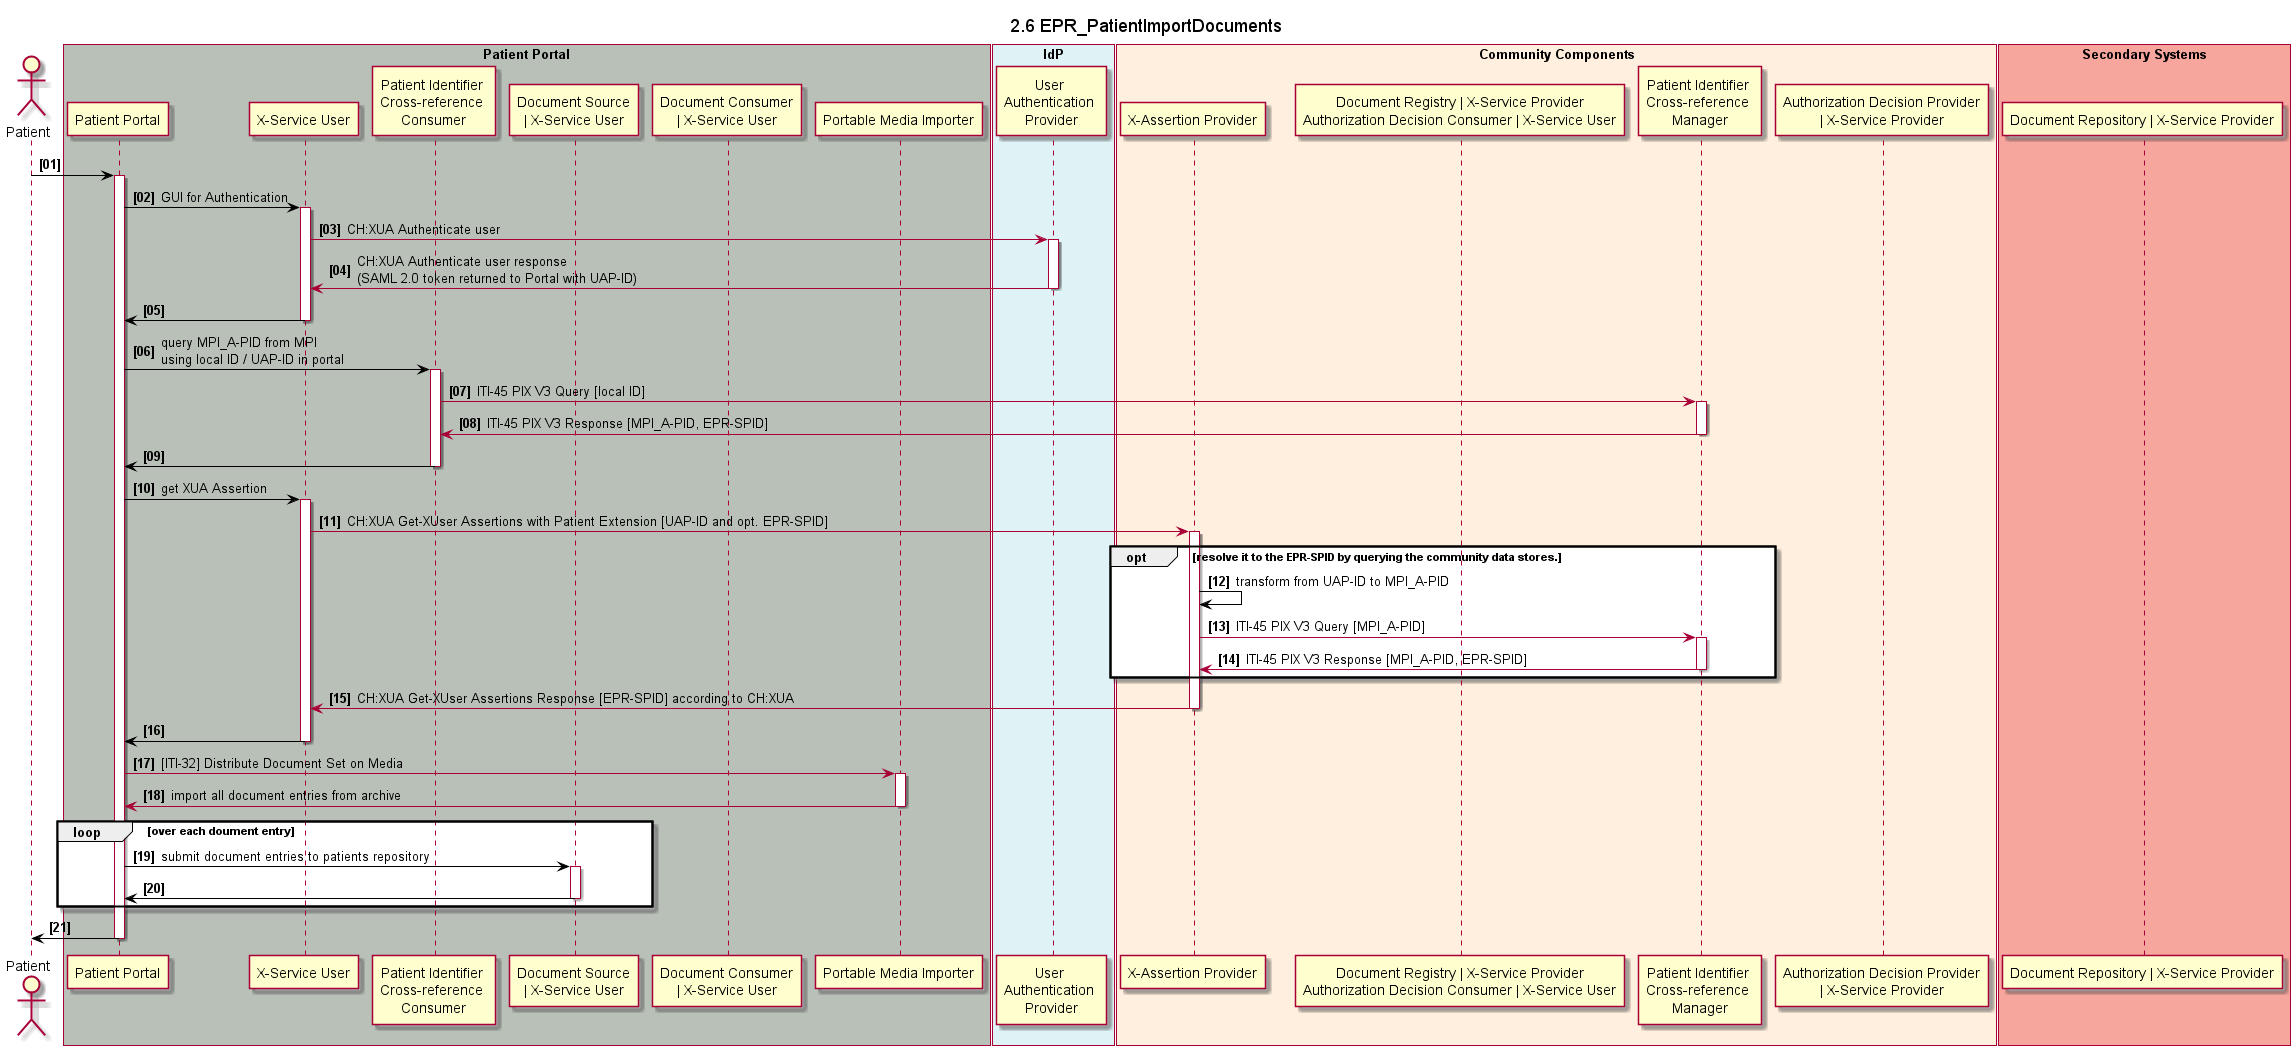 2.6 EPR_PatientImportDocuments
Patient Portal
IdP
Community Components
Secondary Systems
Patient
Patient Portal
X-Service User
Patient Identifier
Cross-reference
Consumer
Document Source
| X-Service User
Document Consumer
| X-Service User
Portable Media Importer
User
Authentication
Provider
X-Assertion Provider
Document Registry | X-Service Provider
Authorization Decision Consumer | X-Service User
Patient Identifier
Cross-reference
Manager
Authorization Decision Provider
| X-Service Provider
Document Repository | X-Service Provider
[01]
[02] GUI for Authentication
[03] CH:XUA Authenticate user
[04] CH:XUA Authenticate user response
(SAML 2.0 token returned to Portal with UAP-ID)
[05]
[06] query MPI_A-PID from MPI
using local ID / UAP-ID in portal
[07] ITI-45 PIX V3 Query [local ID]
[08] ITI-45 PIX V3 Response [MPI_A-PID, EPR-SPID]
[09]
[10] get XUA Assertion
[11] CH:XUA Get-XUser Assertions with Patient Extension [UAP-ID and opt. EPR-SPID]
opt [resolve it to the EPR-SPID by querying the community data stores.]
[12] transform from UAP-ID to MPI_A-PID
[13] ITI-45 PIX V3 Query [MPI_A-PID]
[14] ITI-45 PIX V3 Response [MPI_A-PID, EPR-SPID]
[15] CH:XUA Get-XUser Assertions Response [EPR-SPID] according to CH:XUA
[16]
[17] [ITI-32] Distribute Document Set on Media
[18] import all document entries from archive
loop [over each doument entry]
[19] submit document entries to patients repository
[20]
[21]
Patient
Patient Portal
X-Service User
Patient Identifier
Cross-reference
Consumer
Document Source
| X-Service User
Document Consumer
| X-Service User
Portable Media Importer
User
Authentication
Provider
X-Assertion Provider
Document Registry | X-Service Provider
Authorization Decision Consumer | X-Service User
Patient Identifier
Cross-reference
Manager
Authorization Decision Provider
| X-Service Provider
Document Repository | X-Service Provider